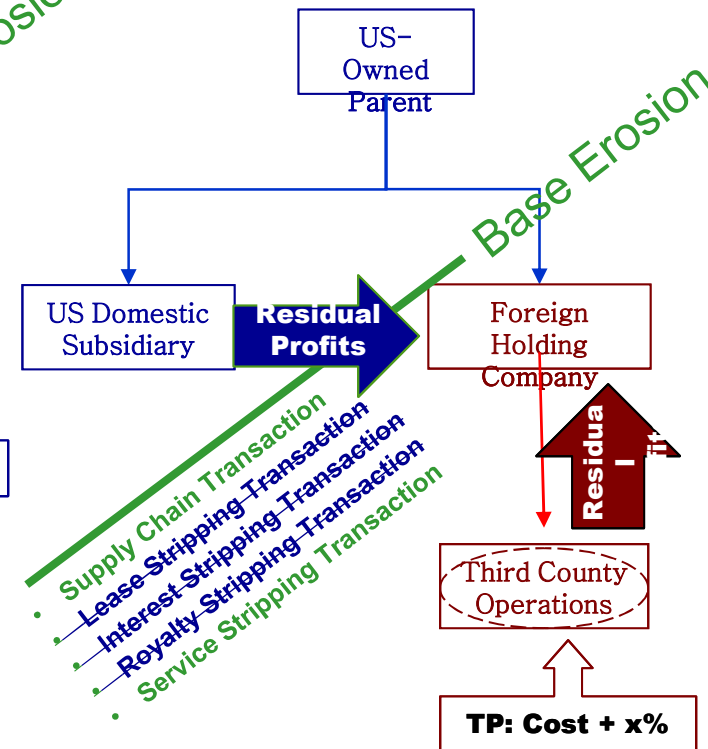 US-
Owned
Parent
Base Erosion
US Domestic
Subsidiary
Residual
Profits
Foreign
Holding
Company
• Supply Chain Transaction
• Lease Stripping Transaction
• Interest Stripping Transaction
• Royalty Stripping Transaction
• Service Stripping Transaction
Residua
l
Third County
Operations
TP: Cost + x%